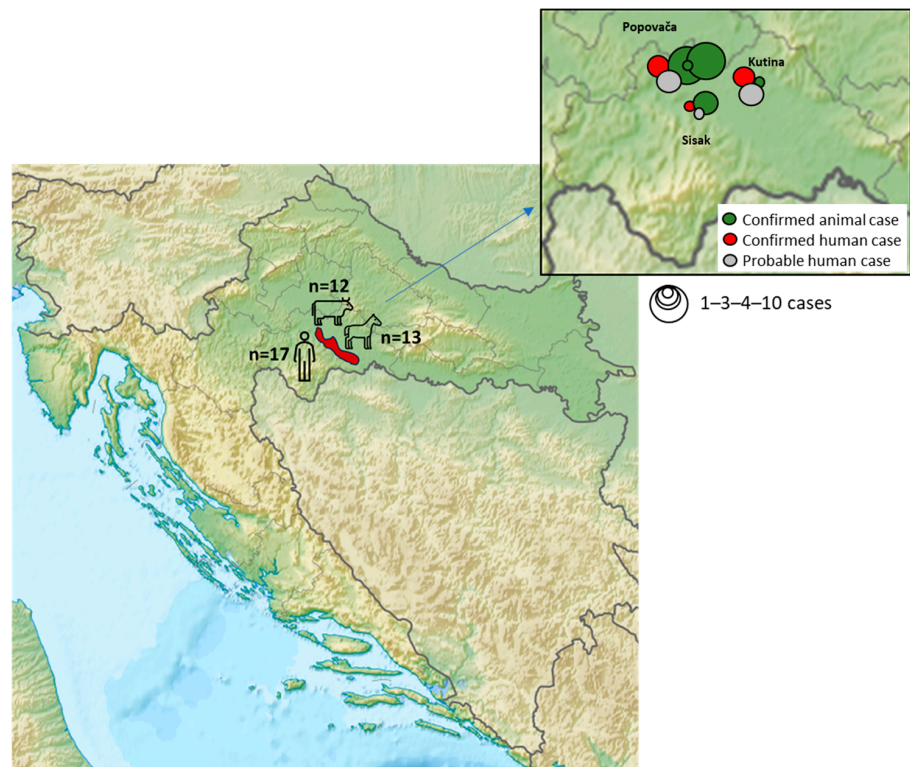 Popovača
Kutina
Sisak
Confirmed animal case
Confirmed human case
Probable human case
1–3–4–10 cases
n=12
n=13
n=17